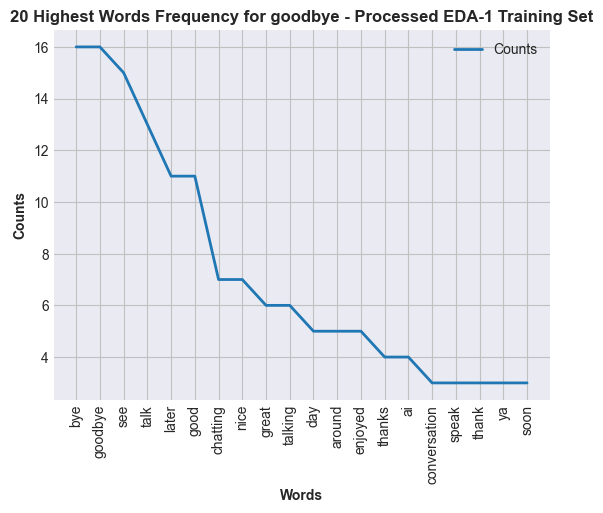 20 Highest Words Frequency for goodbye - Processed EDA-1 Training Set
Counts
16
14
12
10
8
6
4
Counts
bye
goodbye
see
talk
later
good
chatting
nice
great
talking
day
around
enjoyed
thanks
ai
conversation
speak
thank
ya
soon
Words